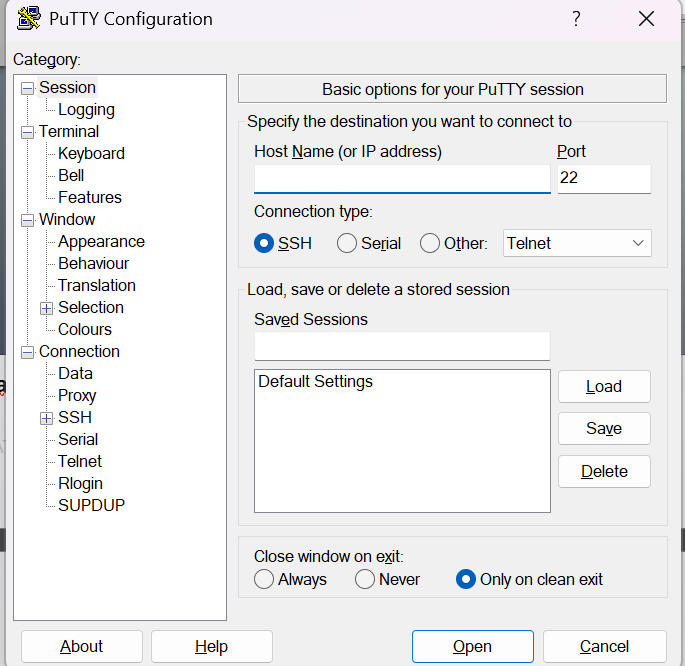 PuTTY Configuration
?
Category:
Session
Logging
Terminal
Keyboard
Bell
Features
Window
Appearance
Behaviour
Translation
Selection
Colours
Connection
Data
Proxy
SSH
Serial
Telnet
Rlogin
SUPDUP
Basic options for your PuTTY session
Specify the destination you want to connect to
Host Name (or IP address) Port
22
Connection type:
SSH Serial Other: Telnet
Load, save or delete a stored session
Saved Sessions
Default Settings
Load
Save
Delete
Close window on exit:
Always Never Only on clean exit
About Help Open Cancel